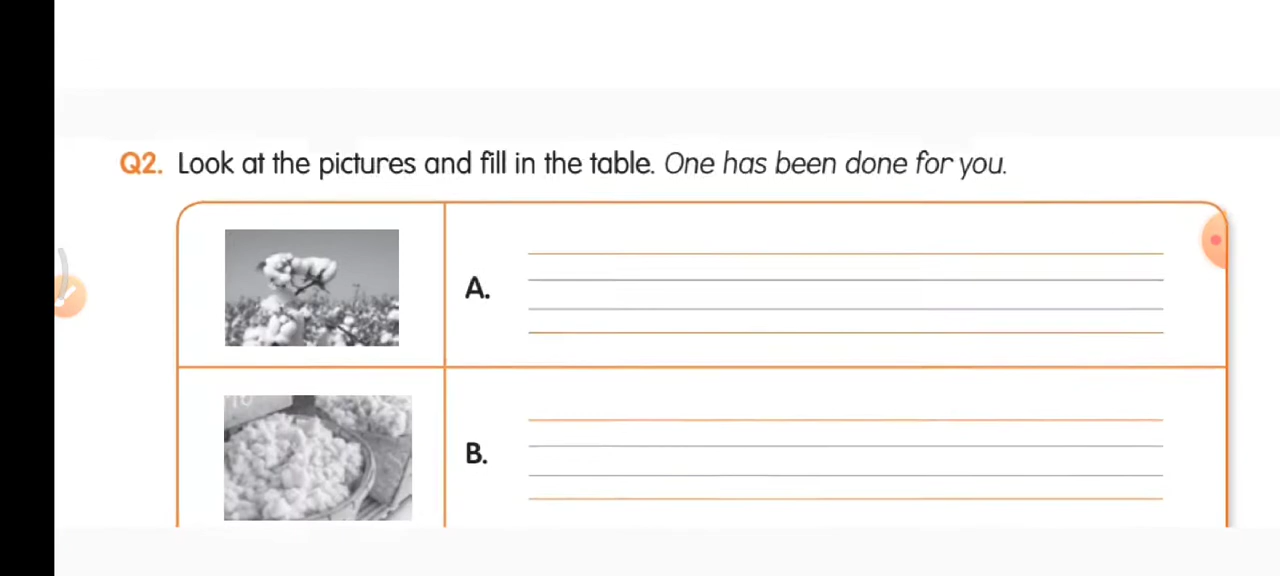 Q2. Look at the pictures and fill in the table. One has been done for you.
A.
B.